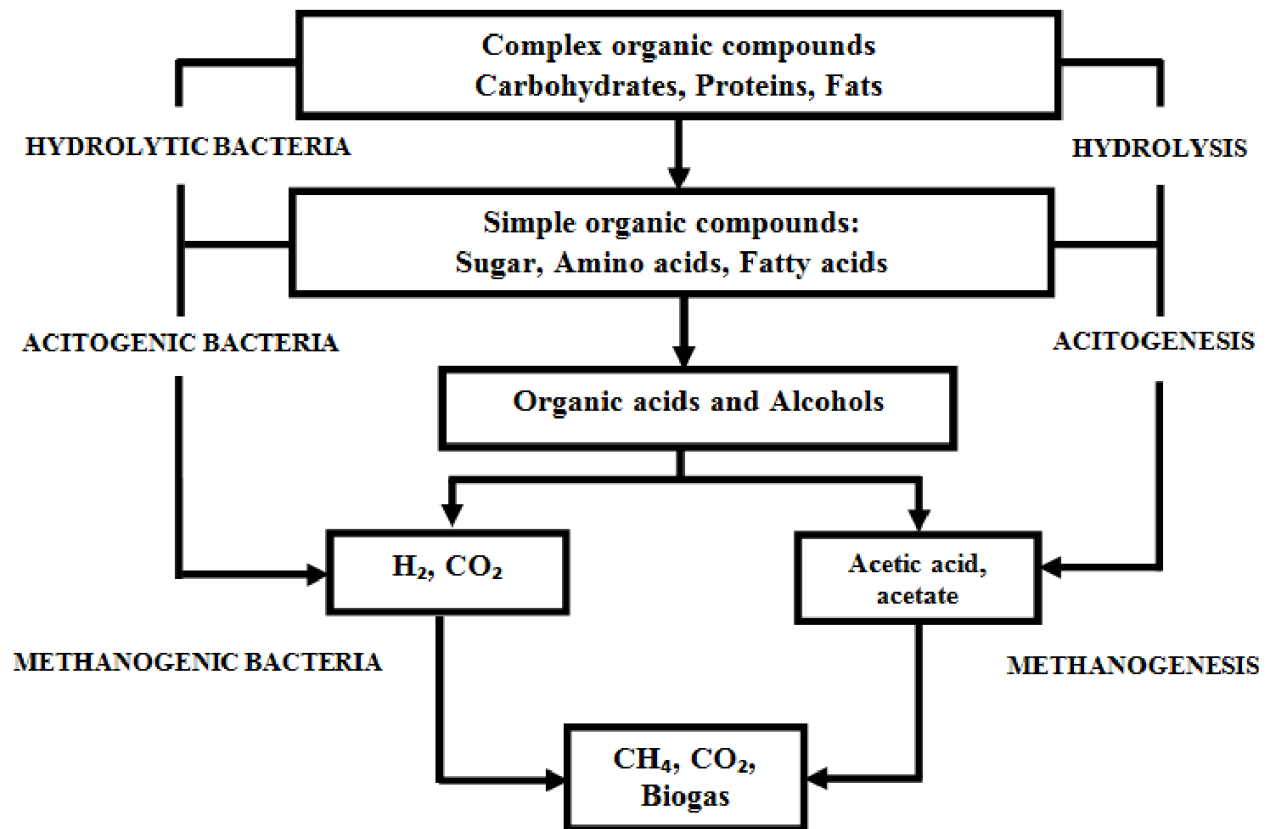 Complex organic compounds
Carbohydrates, Proteins, Fats
HYDROLYTIC BACTERIA
HYDROLYSIS
Simple organic compounds:
Sugar, Amino acids, Fatty acids
ACITOGENIC BACTERIA
ACITOGENESIS
Organic acids and Alcohols
H₂, CO₂
Acetic acid,
acetate
METHANOGENIC BACTERIA
METHANOGENESIS
CH₄, CO₂,
Biogas